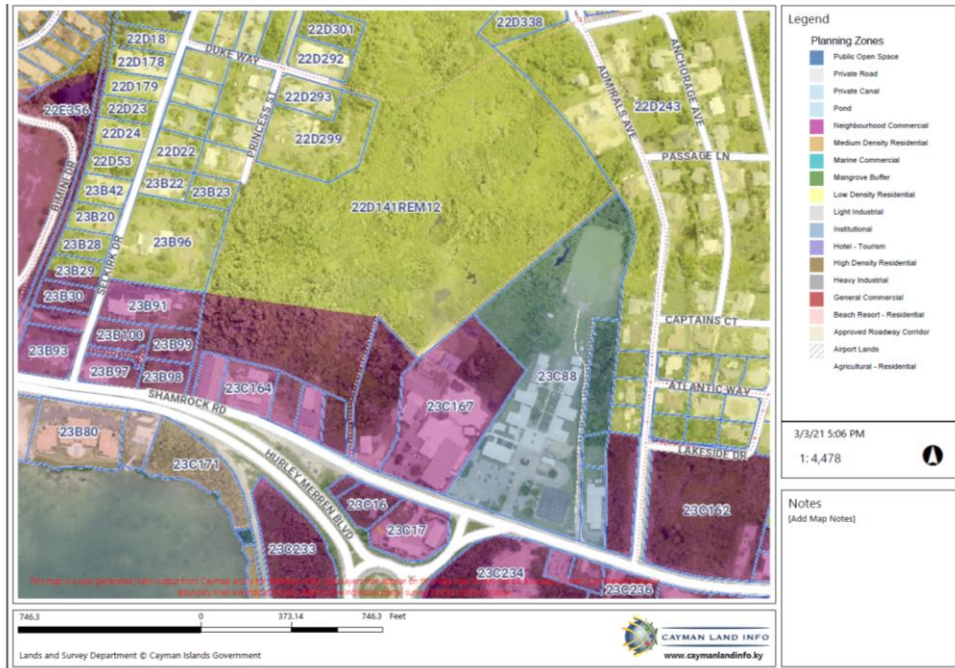 22D18
22D178
DUKE WAY
22D301
22D292
22D338
22D179
22E356
22D23
22D24
22D293
PRINCESS ST
22D299
ADMIRALS AVE
ANCHORAGE AVE
22D243
PASSAGE LN
22D53
22D22
BIMINI DR
23B42
23B22
23B23
23B20
22D141REM12
23B28
SELKIRK DR
23B96
23B29
23B30
23B91
23B100
23B99
23B93
23B97
23B98
CAPTAINS CT
23C164
23C88
ATLANTIC WAY
SHAMROCK RD
23C167
23B80
23C171
HURLEY MERREN BLVD
LAKESIDE DR
23C16
23C17
23C162
23C233
23C234
23C236
Legend
Planning Zones
Public Open Space
Private Road
Private Canal
Pond
Neighbourhood Commercial
Medium Density Residential
Marine Commercial
Mangrove Buffer
Low Density Residential
Light Industrial
Institutional
Hotel - Tourism
High Density Residential
Heavy Industrial
General Commercial
Beach Resort - Residential
Approved Roadway Corridor
Airport Lands
Agricultural - Residential
3/3/21 5:06 PM
1: 4,478
Notes
[Add Map Notes]
746.3 0 373.14 746.3 Feet
Lands and Survey Department © Cayman Islands Government
CAYMAN LAND INFO
www.caymanlandinfo.ky